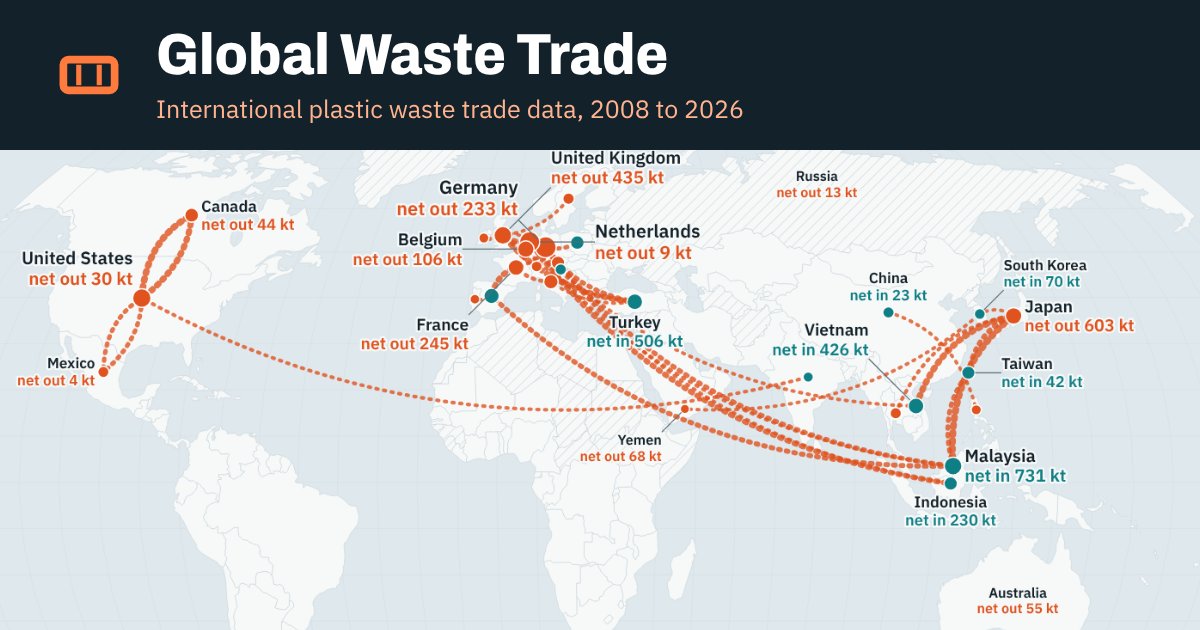 Global Waste Trade
International plastic waste trade data, 2008 to 2026
United Kingdom
net out 435 kt
Germany
net out 233 kt
Russia
net out 13 kt
Canada
net out 44 kt
Belgium
net out 106 kt
Netherlands
net out 9 kt
United States
net out 30 kt
China
net in 23 kt
South Korea
net in 70 kt
Japan
net out 603 kt
France
net out 245 kt
Turkey
net in 506 kt
Vietnam
net in 426 kt
Mexico
net out 4 kt
Taiwan
net in 42 kt
Yemen
net out 68 kt
Malaysia
net in 731 kt
Indonesia
net in 230 kt
Australia
net out 55 kt